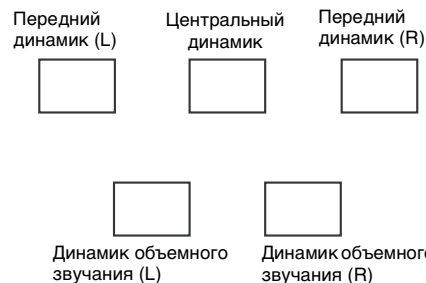 Передний
динамик (L)
Центральный
динамик
Передний
динамик (R)
Динамик объемного
звучания (L)
Динамик объемного
звучания (R)